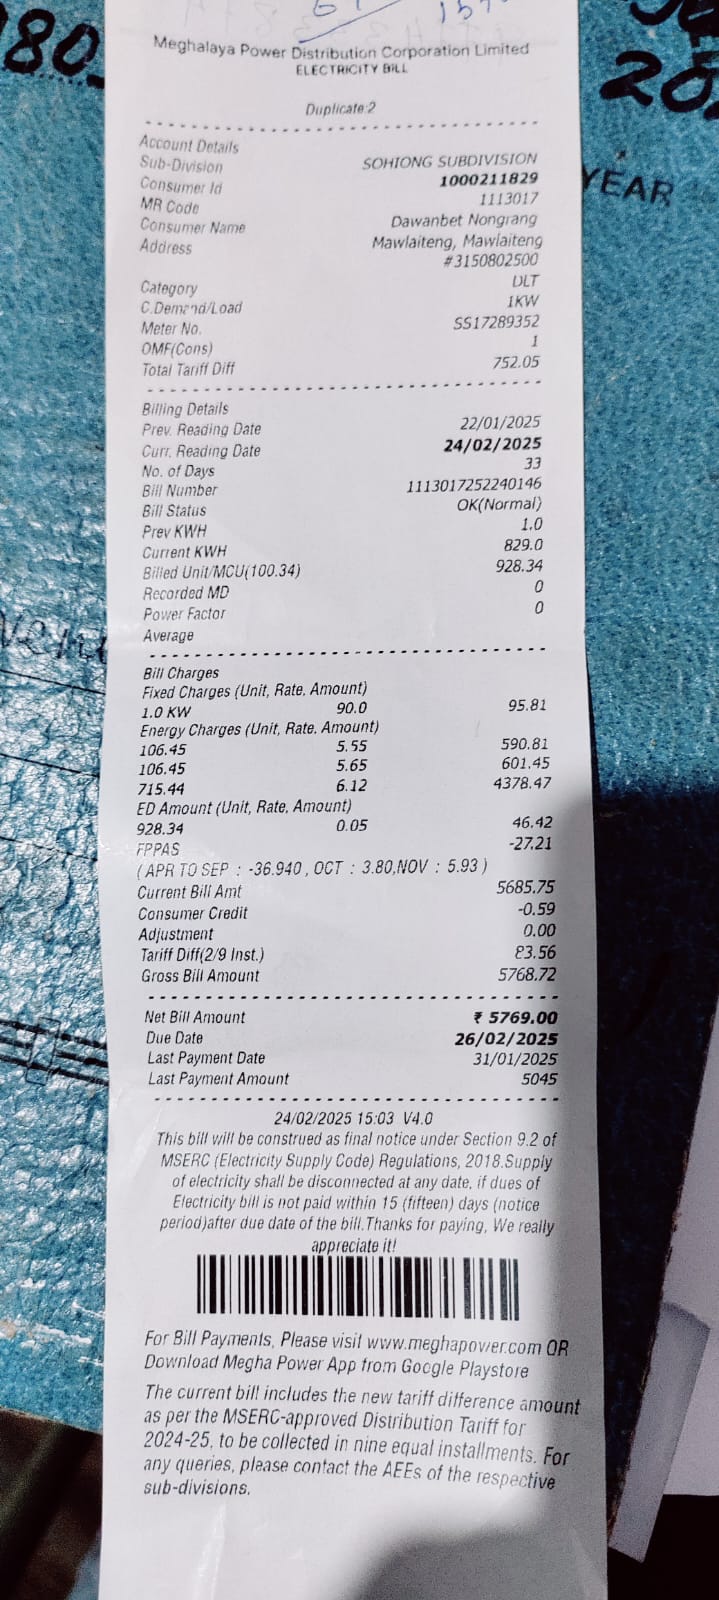 80
202
YEAR
Meghalaya Power Distribution Corporation Limited
ELECTRICITY BILL
Duplicate:2
Account Details
Sub-Division SOHIONG SUBDIVISION
Consumer Id 1000211829
MR Code 1113017
Consumer Name Dawanbet Nongrang
Address Mawlaiteng, Mawlaiteng
#3150802500
Category DLT
C.Demand/Load 1KW
Meter No. SS17289352
OMF(Cons) 1
Total Tariff Diff 752.05
Billing Details
Prev. Reading Date 22/01/2025
Curr. Reading Date 24/02/2025
No. of Days 33
Bill Number 1113017252240146
Bill Status OK(Normal)
Prev KWH 1.0
Current KWH 829.0
Billed Unit/MCU(100.34) 928.34
Recorded MD 0
Power Factor 0
Average
Bill Charges
Fixed Charges (Unit, Rate, Amount)
1.0 KW 90.0 95.81
Energy Charges (Unit, Rate, Amount)
106.45 5.55 590.81
106.45 5.65 601.45
715.44 6.12 4378.47
ED Amount (Unit, Rate, Amount)
928.34 0.05 46.42
FPPAS -27.21
( APR TO SEP : -36.940 , OCT : 3.80,NOV : 5.93 )
Current Bill Amt 5685.75
Consumer Credit -0.59
Adjustment 0.00
Tariff Diff(2/9 Inst.) 83.56
Gross Bill Amount 5768.72
Net Bill Amount ₹ 5769.00
Due Date 26/02/2025
Last Payment Date 31/01/2025
Last Payment Amount 5045
24/02/2025 15:03 V4.0
This bill will be construed as final notice under Section 9.2 of
MSERC (Electricity Supply Code) Regulations, 2018.Supply
of electricity shall be disconnected at any date, if dues of
Electricity bill is not paid within 15 (fifteen) days (notice
period)after due date of the bill.Thanks for paying, We really
appreciate it!
For Bill Payments, Please visit www.meghapower.com OR
Download Megha Power App from Google Playstore
The current bill includes the new tariff difference amount
as per the MSERC-approved Distribution Tariff for
2024-25, to be collected in nine equal installments. For
any queries, please contact the AEEs of the respective
sub-divisions.